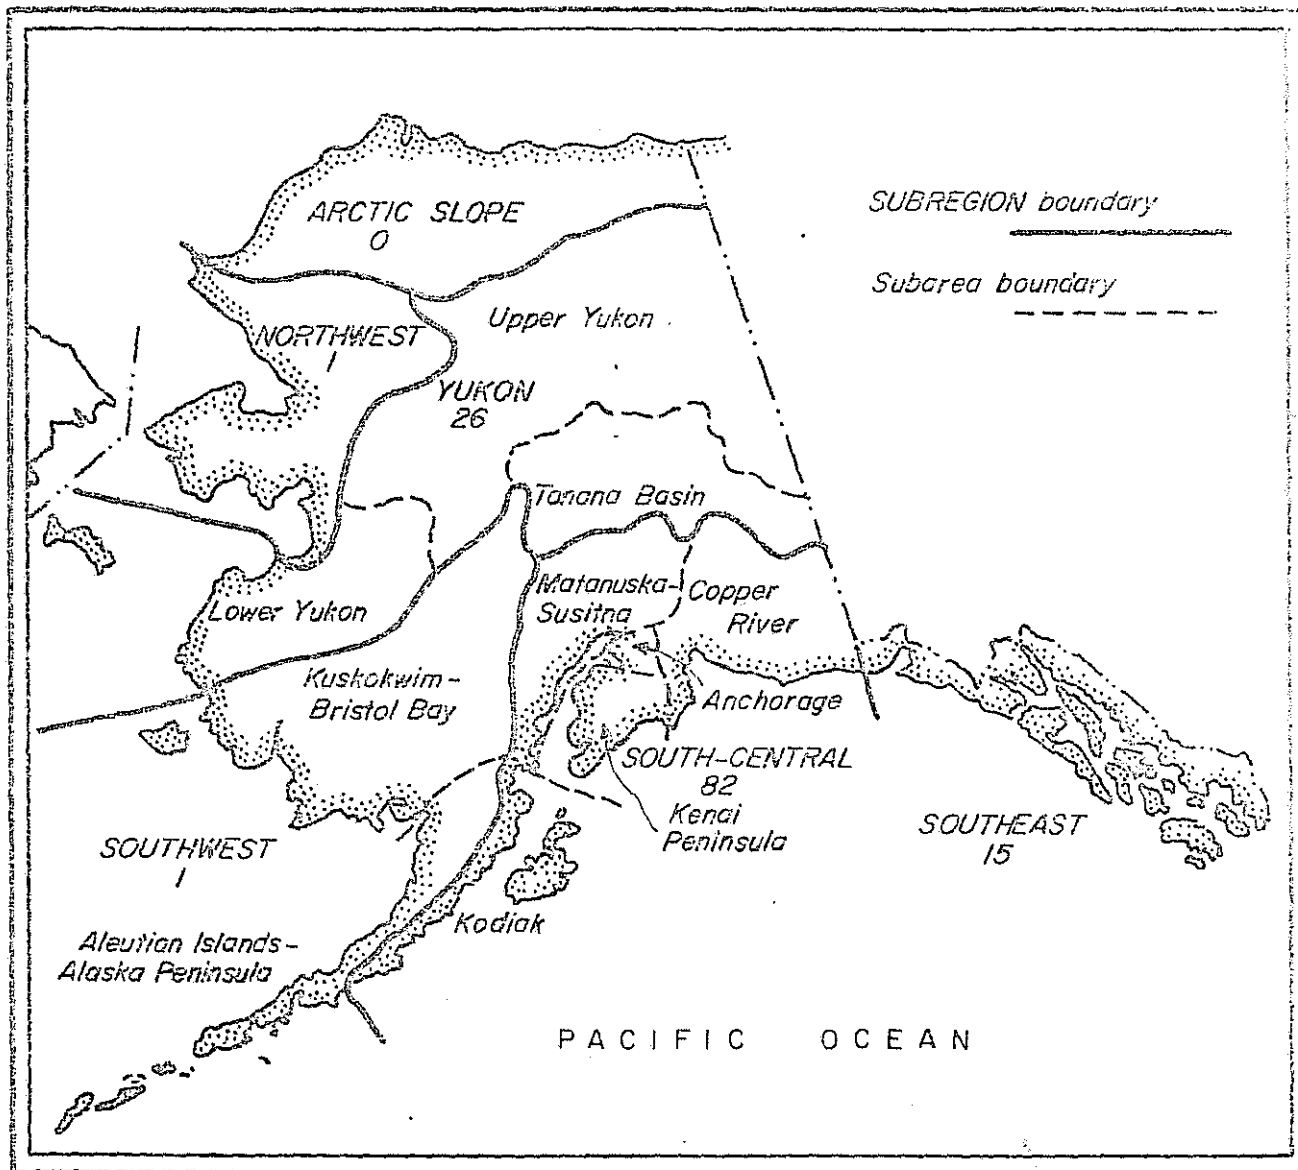 ARCTIC SLOPE
0
SUBREGION boundary
Subarea boundary
NORTHWEST
1
Upper Yukon
YUKON
26
Tanana Basin
Lower Yukon
Matanuska-
Susitna
Copper
River
Kuskokwim-
Bristol Bay
Anchorage
SOUTH-CENTRAL
82
Kenai
Peninsula
SOUTHWEST
1
SOUTHEAST
15
Kodiak
Aleutian Islands-
Alaska Peninsula
PACIFIC OCEAN